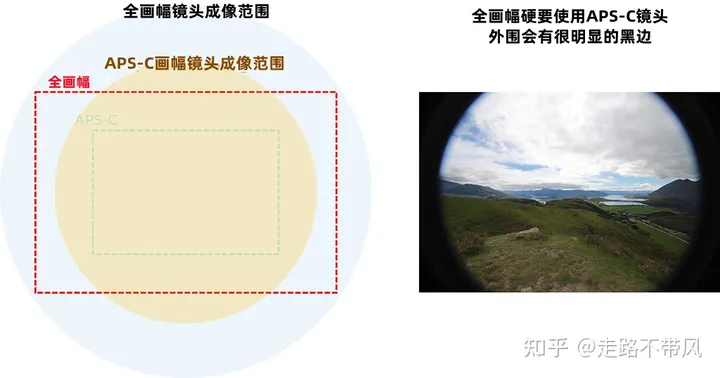 全画幅镜头成像范围
APS-C画幅镜头成像范围
全画幅
APS-C
全画幅硬要使用APS-C镜头
外围会有很明显的黑边
知乎 @走路不带风